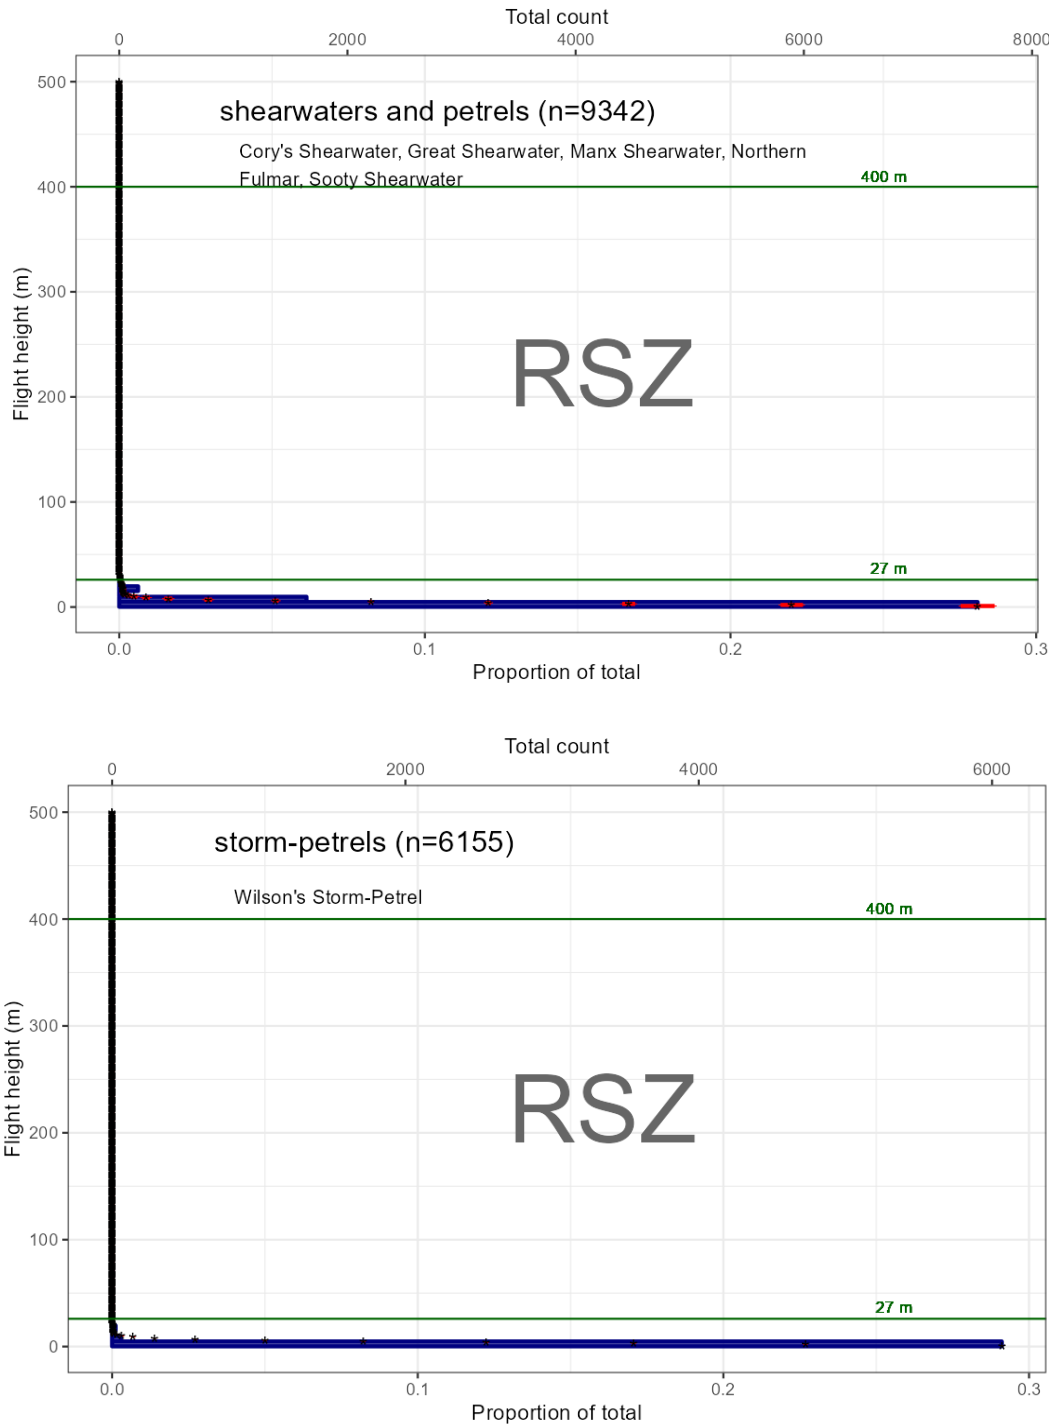 Total count
0 2000 4000 6000 8000
500
shearwaters and petrels (n=9342)
Cory's Shearwater, Great Shearwater, Manx Shearwater, Northern
Fulmar, Sooty Shearwater
400 m
400
300
Flight height (m)
RSZ
200
100
27 m
0
0.0 0.1 0.2 0.3
Proportion of total
Total count
0 2000 4000 6000
500
storm-petrels (n=6155)
Wilson's Storm-Petrel
400 m
400
300
Flight height (m)
RSZ
200
100
27 m
0
0.0 0.1 0.2 0.3
Proportion of total